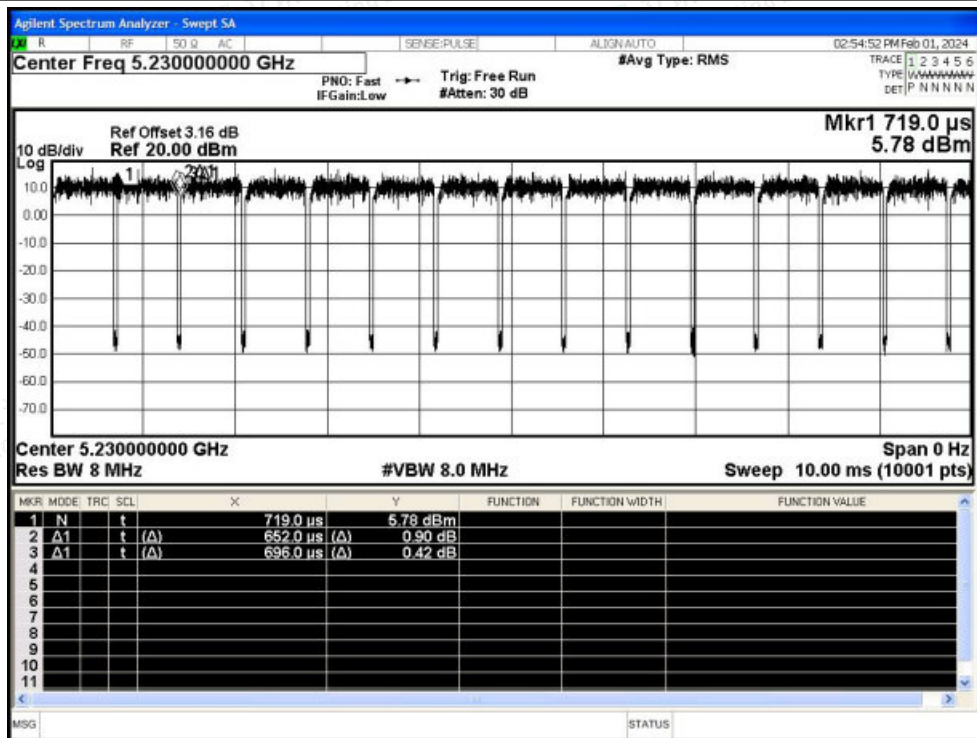 Agilent Spectrum Analyzer - Swept SA
LXI R RF 50 Ω AC SENSE:PULSE ALIGNAUTO 02:54:52 PM Feb 01, 2024
Center Freq 5.230000000 GHz
PNO: Fast
IFGain:Low
Trig: Free Run
#Atten: 30 dB
#Avg Type: RMS
TRACE 1 2 3 4 5 6
TYPE
DET P N N N N N
Mkr1 719.0 µs
5.78 dBm
Ref Offset 3.16 dB
10 dB/div Ref 20.00 dBm
Log
1
10.0
0.00
-10.0
-20.0
-30.0
-40.0
-50.0
-60.0
-70.0
Center 5.230000000 GHz Span 0 Hz
Res BW 8 MHz #VBW 8.0 MHz Sweep 10.00 ms (10001 pts)
MKR MODE TRC SCL X Y FUNCTION FUNCTION WIDTH FUNCTION VALUE
1 N t 719.0 µs 5.78 dBm
2 Δ1 t (Δ) 652.0 µs (Δ) 0.90 dB
3 Δ1 t (Δ) 696.0 µs (Δ) 0.42 dB
4
5
6
7
8
9
10
11
MSG STATUS